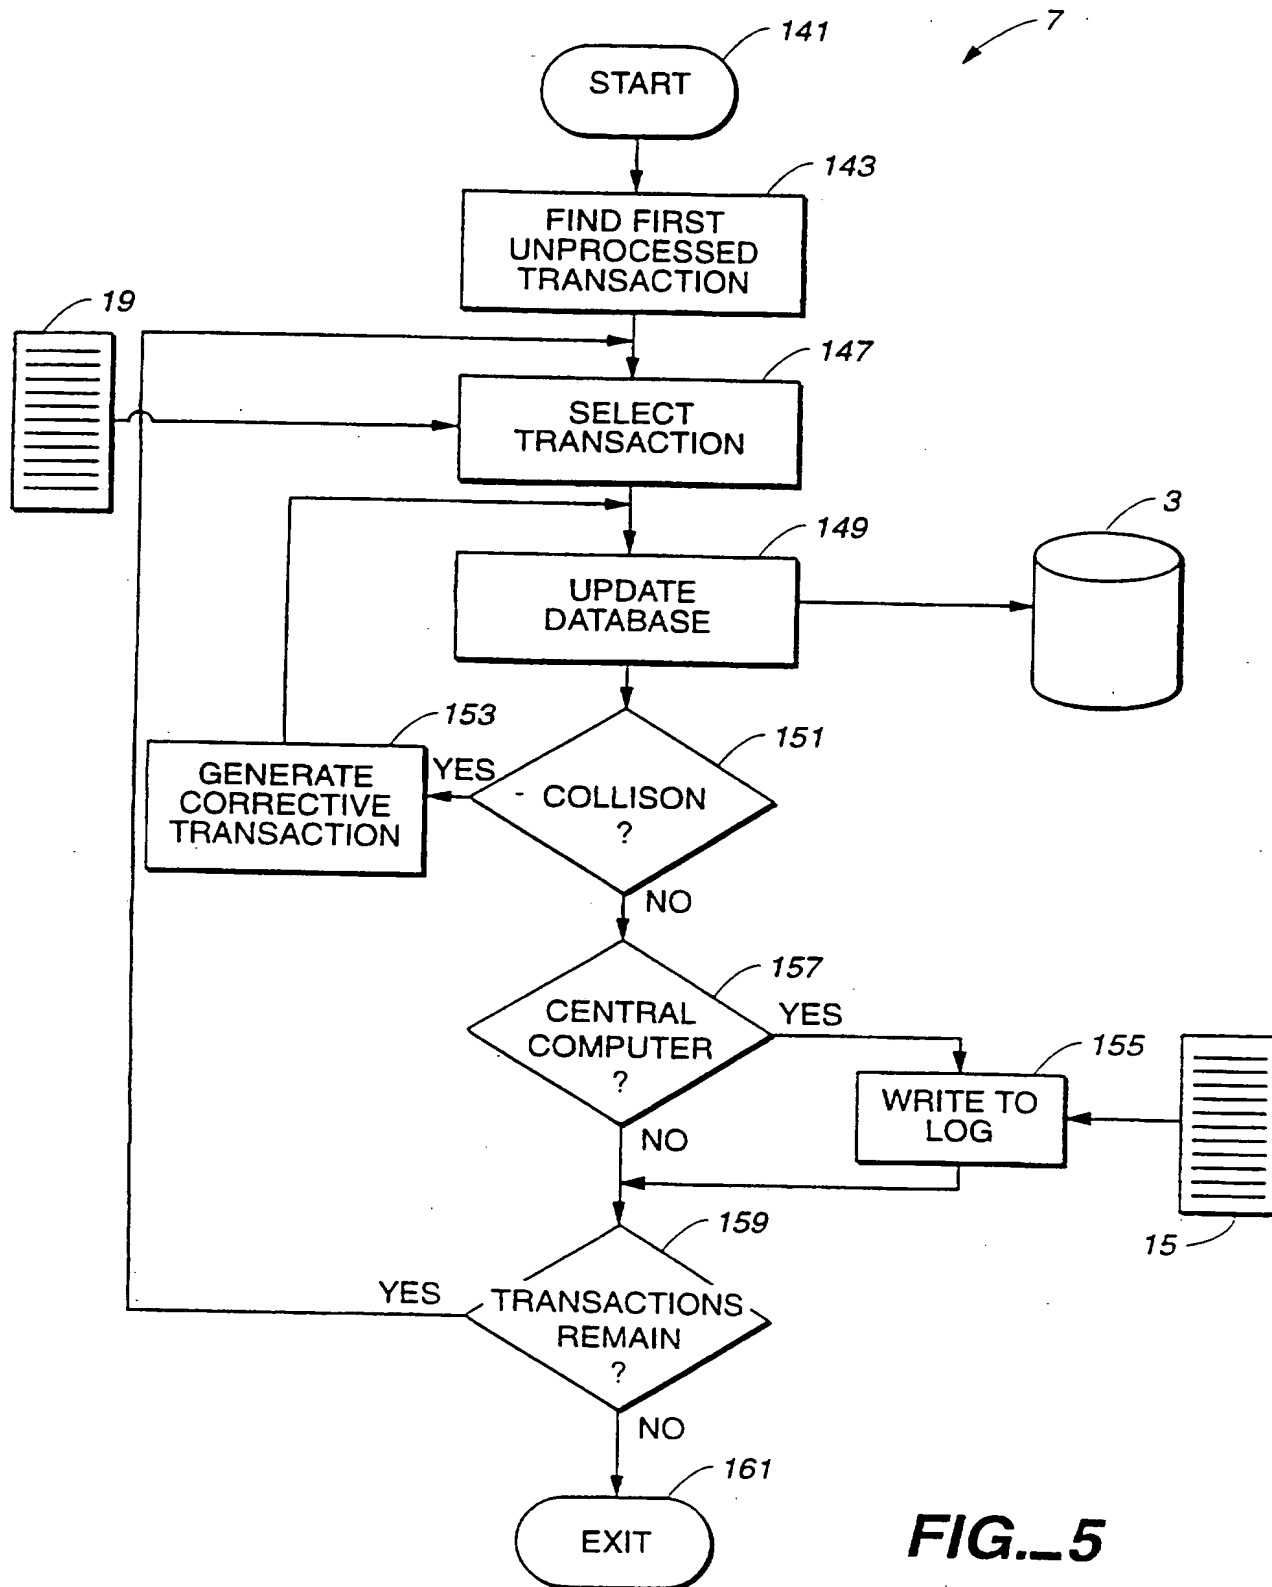 7
141
START
143
FIND FIRST
UNPROCESSED
TRANSACTION
19
147
SELECT
TRANSACTION
3
149
UPDATE
DATABASE
153
GENERATE
CORRECTIVE
TRANSACTION
YES
151
COLLISON
?
NO
157
CENTRAL
COMPUTER
?
YES
155
WRITE TO
LOG
15
NO
159
YES
TRANSACTIONS
REMAIN
?
NO
161
EXIT
FIG._5